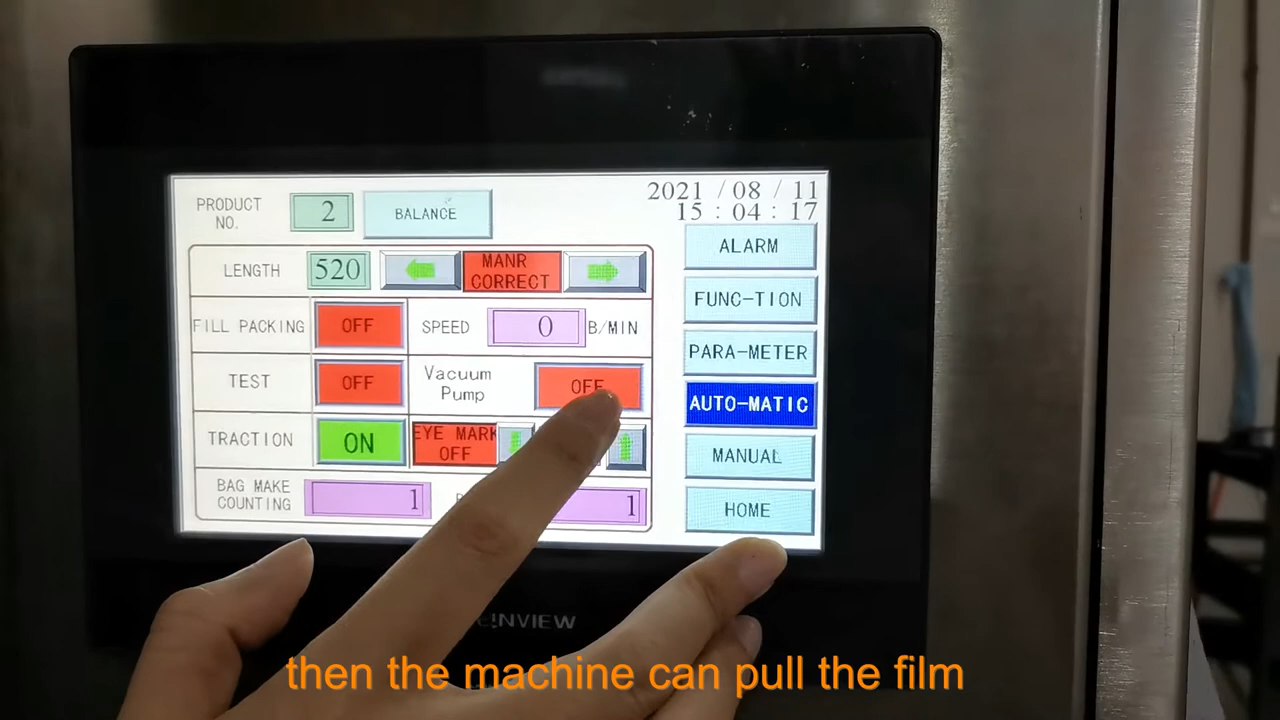 2021 / 08 / 11
15 : 04 : 17
PRODUCT NO.
2
BALANCE
ALARM
LENGTH
520
MANR
CORRECT
FUNC-TION
FILL PACKING
OFF
SPEED
0
B/MIN
PARA-METER
TEST
OFF
Vacuum
Pump
OFF
AUTO-MATIC
TRACTION
ON
EYE MARK
OFF
MANUAL
BAG MAKE
COUNTING
1
1
HOME
then the machine can pull the film